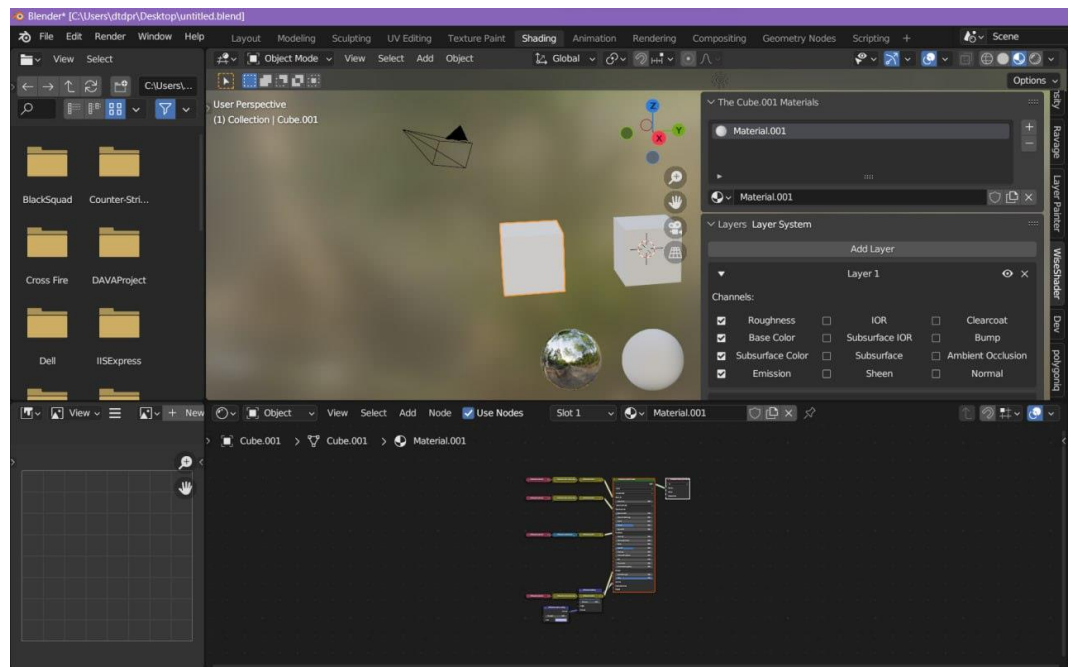 Blender* [C:\Users\dtdpr\Desktop\untitled.blend]
File Edit Render Window Help Layout Modeling Sculpting UV Editing Texture Paint Shading Animation Rendering Compositing Geometry Nodes Scripting + Scene
View Select Object Mode View Select Add Object Global
C:\Users\... Options
User Perspective
(1) Collection | Cube.001
Z
Y
X
The Cube.001 Materials
Material.001
Material.001
Layers Layer System
Add Layer
Layer 1
Channels:
Roughness IOR Clearcoat
Base Color Subsurface IOR Bump
Subsurface Color Subsurface Ambient Occlusion
Emission Sheen Normal
Ravage
Layer Painter
WiseShader
Dev
polygoniq
BlackSquad Counter-Stri...
Cross Fire DAVAProject
Dell IISExpress
View + New Object View Select Add Node Use Nodes Slot 1 Material.001
Cube.001 > Cube.001 > Material.001